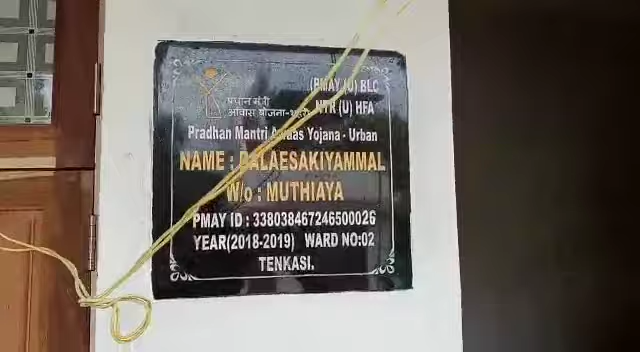 (PMAY (U) BLC
NTR (U) HFA
प्रधान मंत्री
आवास योजना-शहरी
Pradhan Mantri Awaas Yojana - Urban
NAME : BALAESAKIYAMMAL
W/o : MUTHIAYA
PMAY ID : 338038467246500026
YEAR(2018-2019) WARD NO:02
TENKASI.